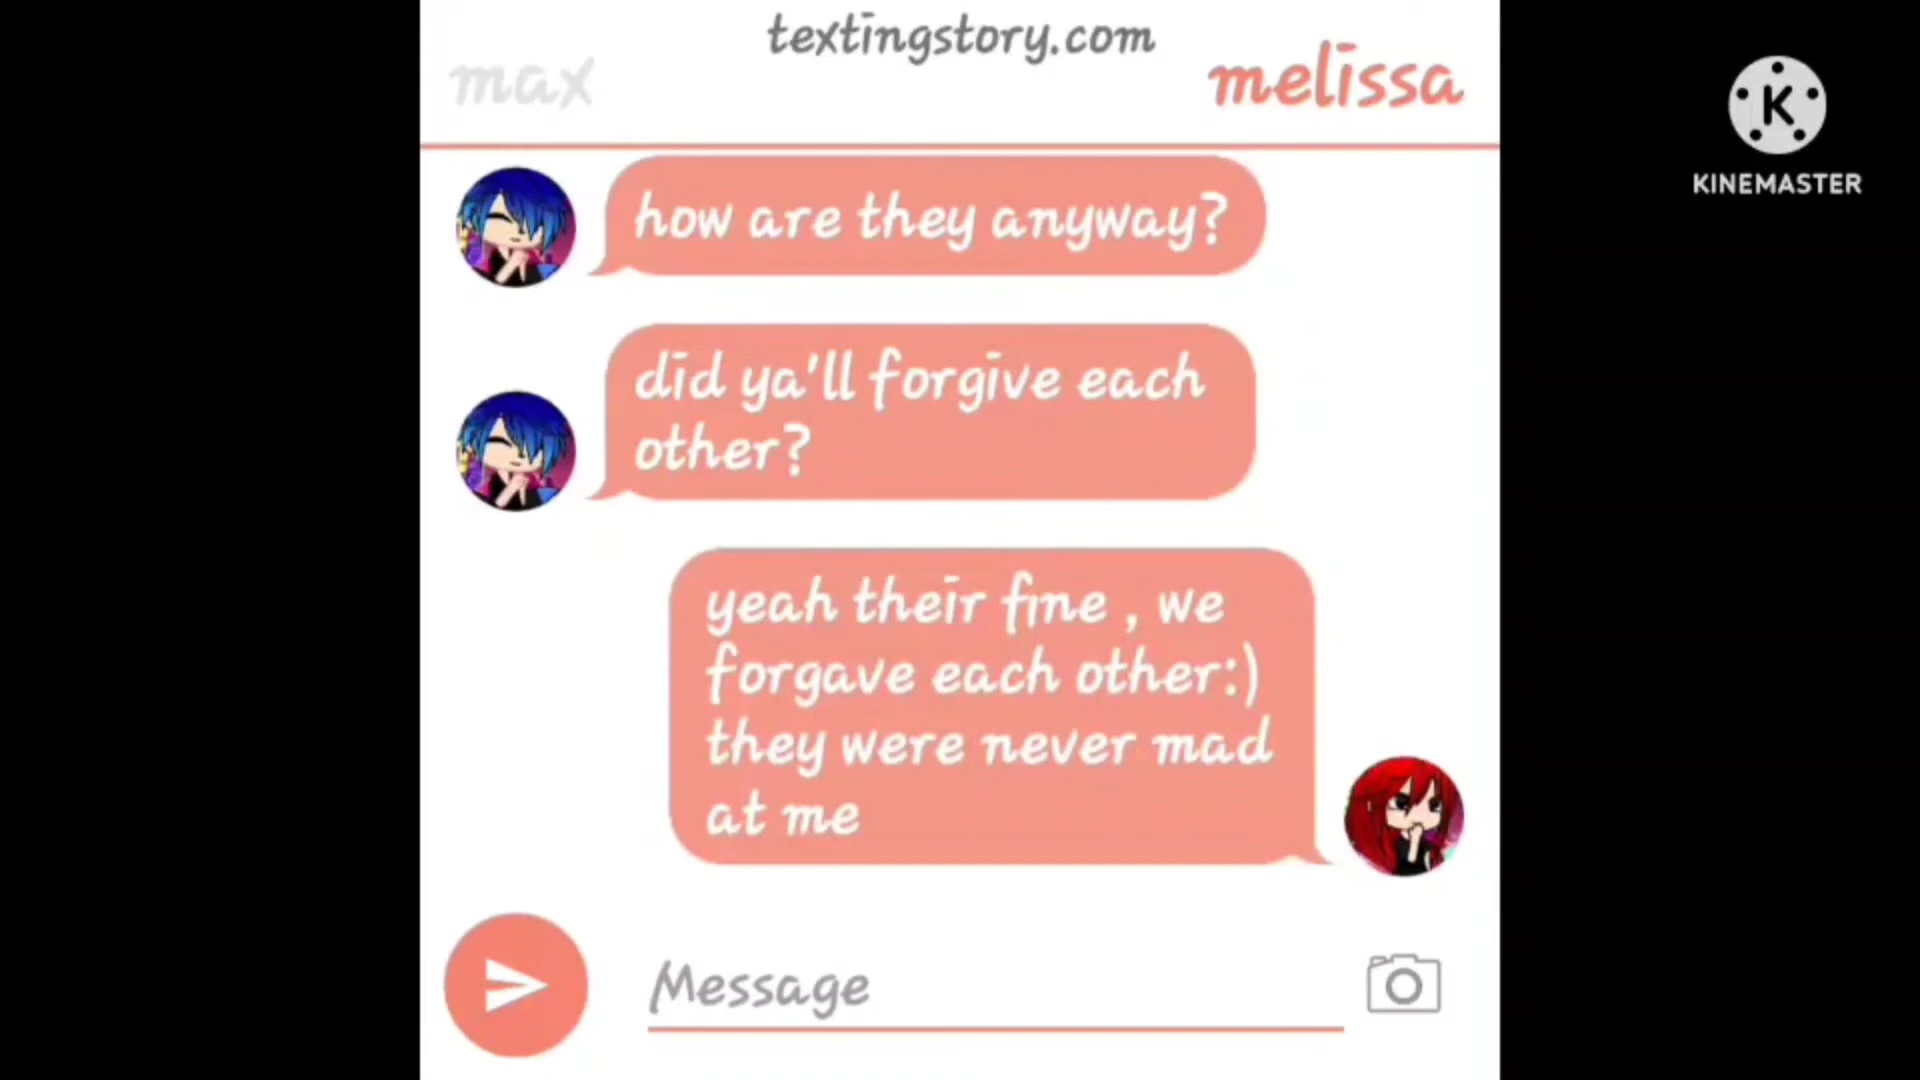 textingstory.com
max
melissa
K
KINEMASTER
how are they anyway?
did ya'll forgive each
other?
yeah their fine , we
forgave each other:)
they were never mad
at me
Message